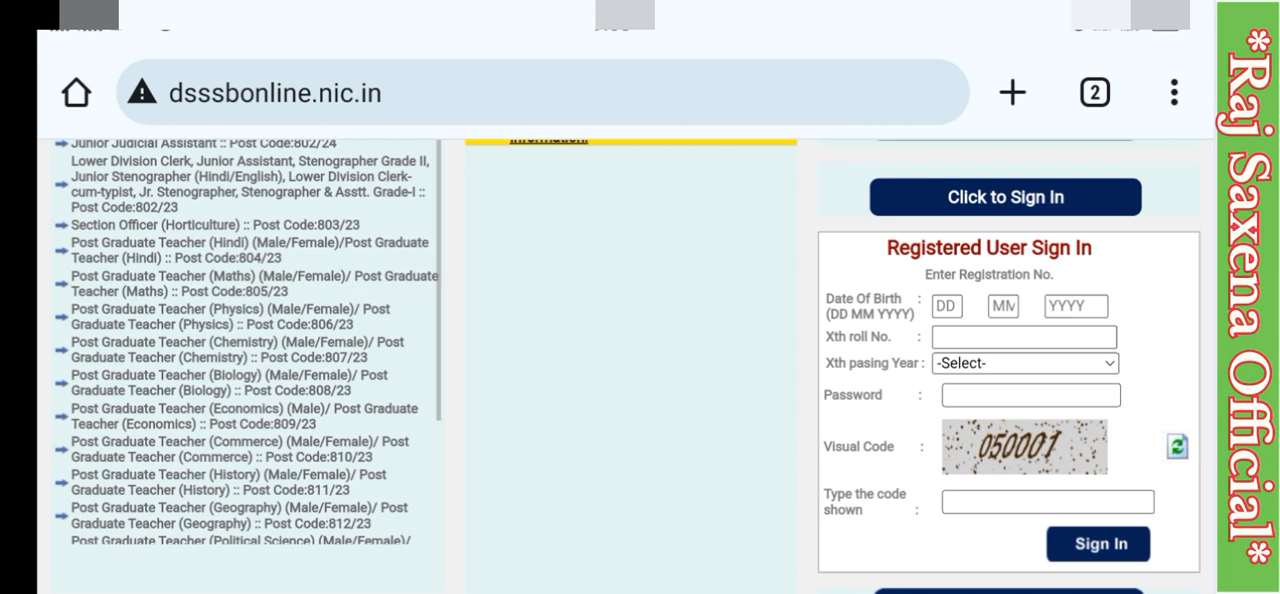 dsssbonline.nic.in
2
Junior Judicial Assistant :: Post Code:802/24
Lower Division Clerk, Junior Assistant, Stenographer Grade II,
Junior Stenographer (Hindi/English), Lower Division Clerk-
cum-typist, Jr. Stenographer, Stenographer & Asstt. Grade-I ::
Post Code:802/23
Section Officer (Horticulture) :: Post Code:803/23
Post Graduate Teacher (Hindi) (Male/Female)/Post Graduate
Teacher (Hindi) :: Post Code:804/23
Post Graduate Teacher (Maths) (Male/Female)/ Post Graduate
Teacher (Maths) :: Post Code:805/23
Post Graduate Teacher (Physics) (Male/Female)/ Post
Graduate Teacher (Physics) :: Post Code:806/23
Post Graduate Teacher (Chemistry) (Male/Female)/ Post
Graduate Teacher (Chemistry) :: Post Code:807/23
Post Graduate Teacher (Biology) (Male/Female)/ Post
Graduate Teacher (Biology) :: Post Code:808/23
Post Graduate Teacher (Economics) (Male)/ Post Graduate
Teacher (Economics) :: Post Code:809/23
Post Graduate Teacher (Commerce) (Male/Female)/ Post
Graduate Teacher (Commerce) :: Post Code:810/23
Post Graduate Teacher (History) (Male/Female)/ Post
Graduate Teacher (History) :: Post Code:811/23
Post Graduate Teacher (Geography) (Male/Female)/ Post
Graduate Teacher (Geography) :: Post Code:812/23
Post Graduate Teacher (Political Science) (Male/Female)/
information.
Click to Sign In
Registered User Sign In
Enter Registration No.
Date Of Birth :
(DD MM YYYY)
DD MM YYYY
Xth roll No. :
Xth pasing Year : -Select-
Password :
Visual Code : 050001
Type the code
shown :
Sign In
*Raj Saxena Official*